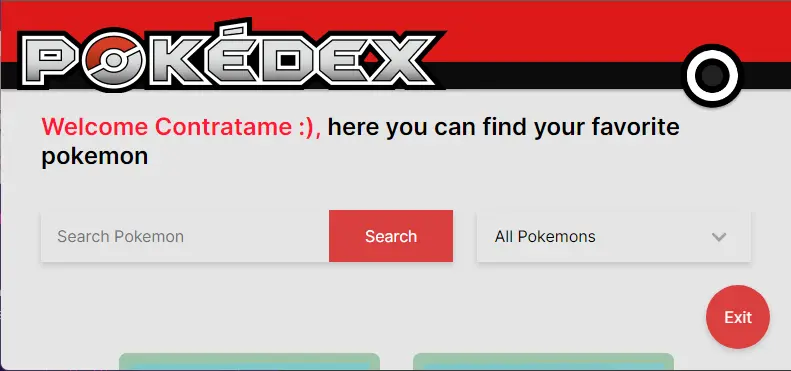 POKÉDEX
Welcome Contratame :), here you can find your favorite
pokemon
Search Pokemon
Search
All Pokemons
Exit